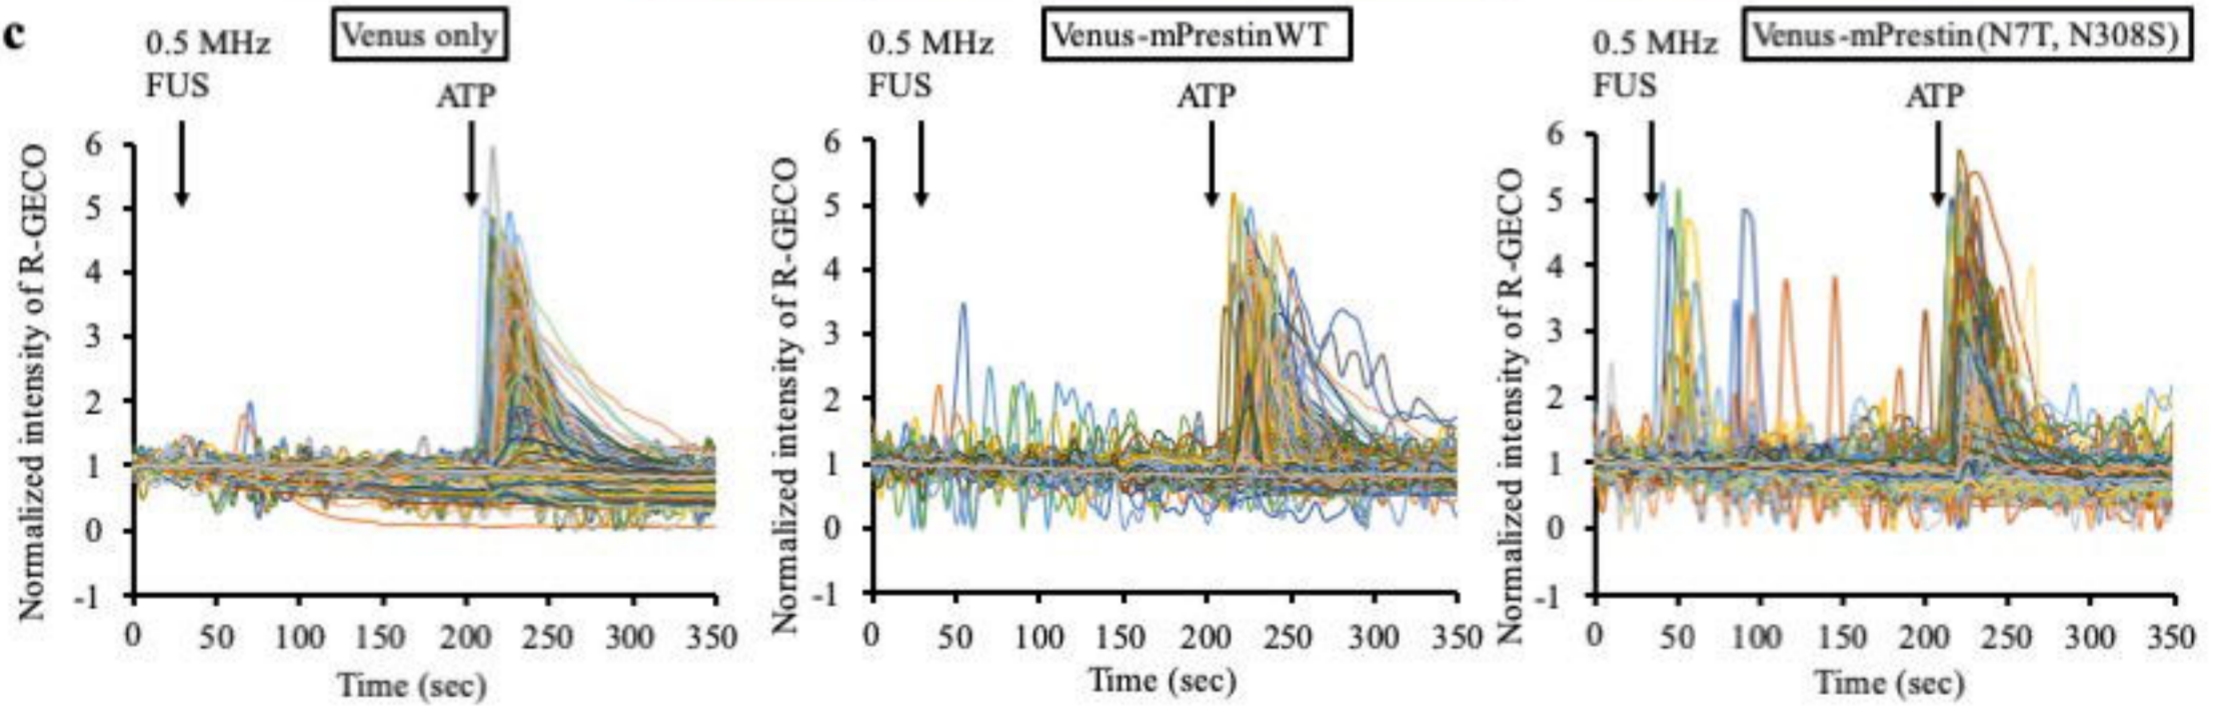 c
0.5 MHz
FUS
Venus only
ATP
Normalized intensity of R-GECO
6
5
4
3
2
1
0
-1
0 50 100 150 200 250 300 350
Time (sec)
0.5 MHz
FUS
Venus-mPrestinWT
ATP
Normalized intensity of R-GECO
6
5
4
3
2
1
0
-1
0 50 100 150 200 250 300 350
Time (sec)
0.5 MHz
FUS
Venus-mPrestin(N7T, N308S)
ATP
Normalized intensity of R-GECO
6
5
4
3
2
1
0
-1
0 50 100 150 200 250 300 350
Time (sec)